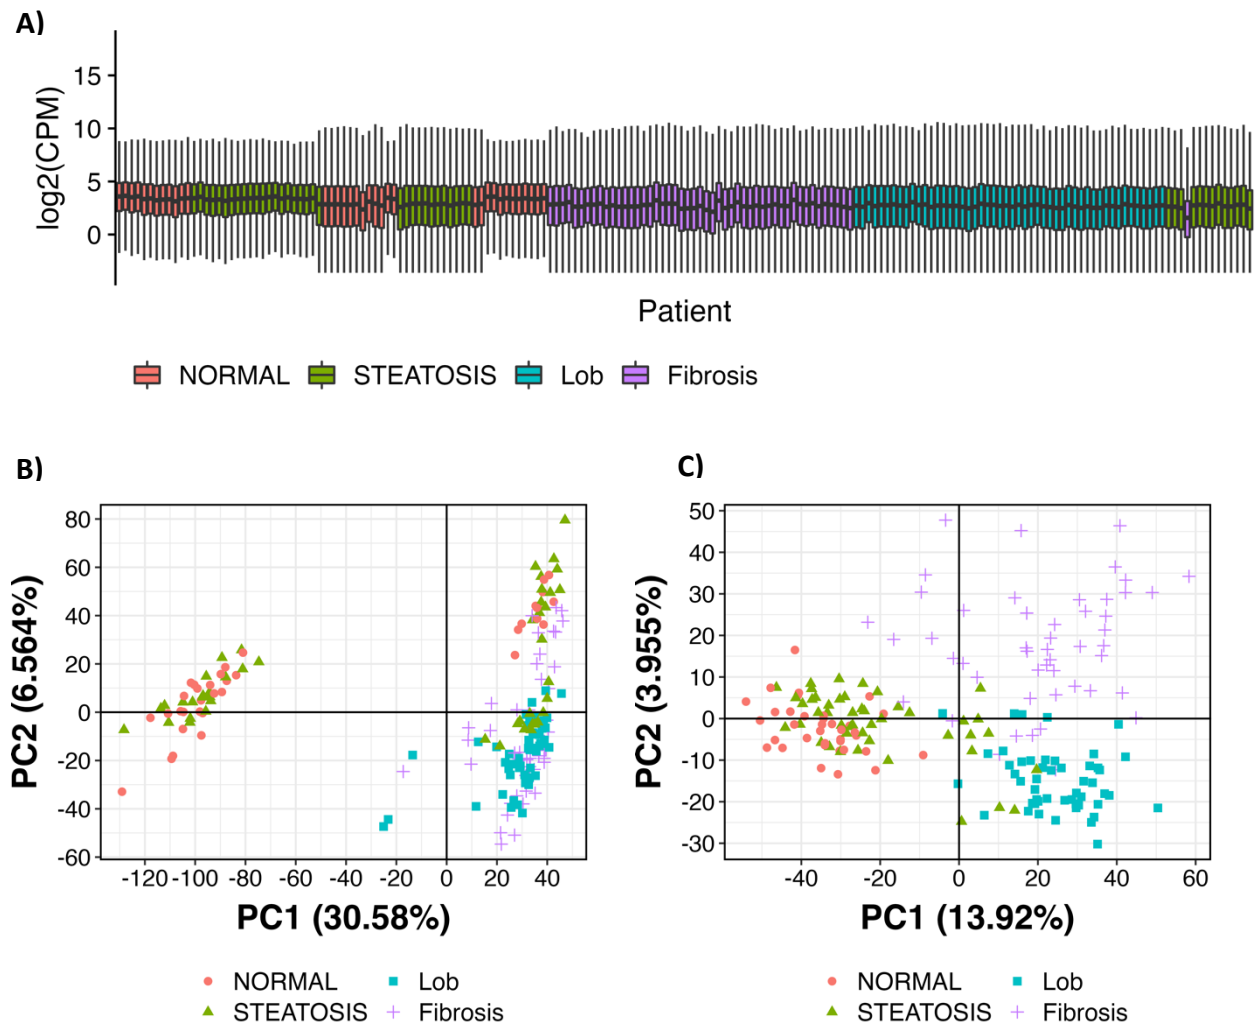 A)
log2(CPM)
15
10
5
0
Patient
NORMAL STEATOSIS Lob Fibrosis
B)
PC2 (6.564%)
80
60
40
20
0
-20
-40
-60
-120 -100 -80 -60 -40 -20 0 20 40
PC1 (30.58%)
NORMAL Lob
STEATOSIS Fibrosis
C)
PC2 (3.955%)
50
40
30
20
10
0
-10
-20
-30
-40 -20 0 20 40 60
PC1 (13.92%)
NORMAL Lob
STEATOSIS Fibrosis